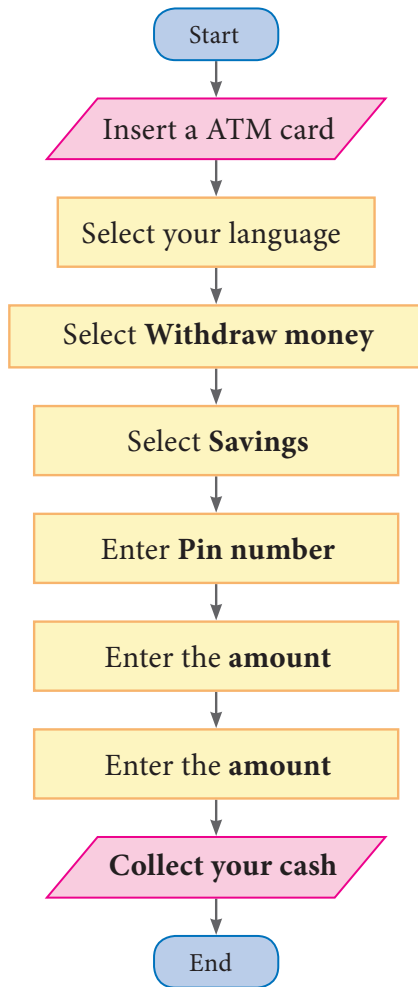 Start
Insert a ATM card
Select your language
Select Withdraw money
Select Savings
Enter Pin number
Enter the amount
Enter the amount
Collect your cash
End